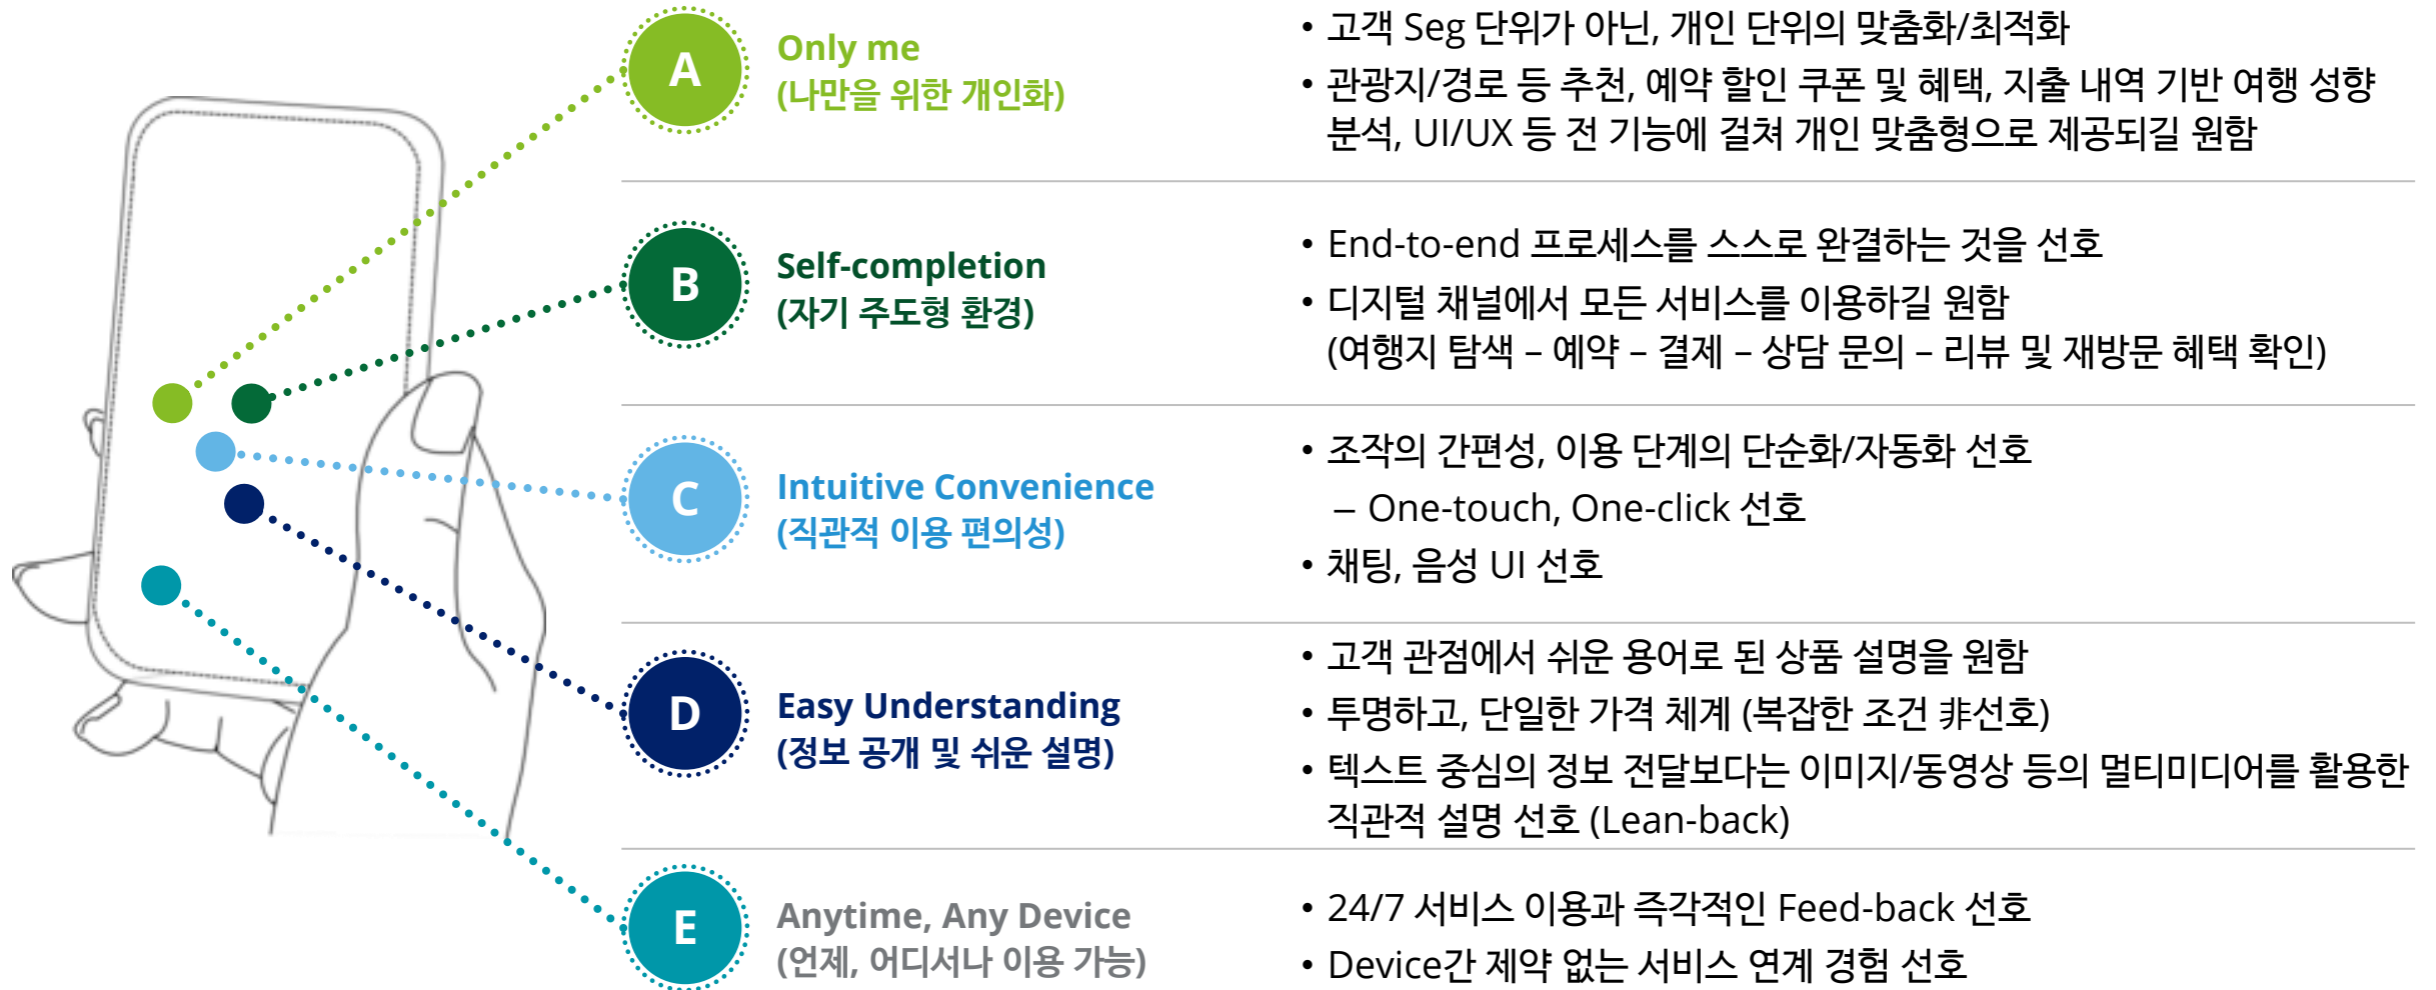 A
Only me
(나만을 위한 개인화)
• 고객 Seg 단위가 아닌, 개인 단위의 맞춤화/최적화
• 관광지/경로 등 추천, 예약 할인 쿠폰 및 혜택, 지출 내역 기반 여행 성향
분석, UI/UX 등 전 기능에 걸쳐 개인 맞춤형으로 제공되길 원함
B
Self-completion
(자기 주도형 환경)
• End-to-end 프로세스를 스스로 완결하는 것을 선호
• 디지털 채널에서 모든 서비스를 이용하길 원함
(여행지 탐색 – 예약 – 결제 – 상담 문의 – 리뷰 및 재방문 혜택 확인)
C
Intuitive Convenience
(직관적 이용 편의성)
• 조작의 간편성, 이용 단계의 단순화/자동화 선호
– One-touch, One-click 선호
• 채팅, 음성 UI 선호
D
Easy Understanding
(정보 공개 및 쉬운 설명)
• 고객 관점에서 쉬운 용어로 된 상품 설명을 원함
• 투명하고, 단일한 가격 체계 (복잡한 조건 非선호)
• 텍스트 중심의 정보 전달보다는 이미지/동영상 등의 멀티미디어를 활용한
직관적 설명 선호 (Lean-back)
E
Anytime, Any Device
(언제, 어디서나 이용 가능)
• 24/7 서비스 이용과 즉각적인 Feed-back 선호
• Device간 제약 없는 서비스 연계 경험 선호